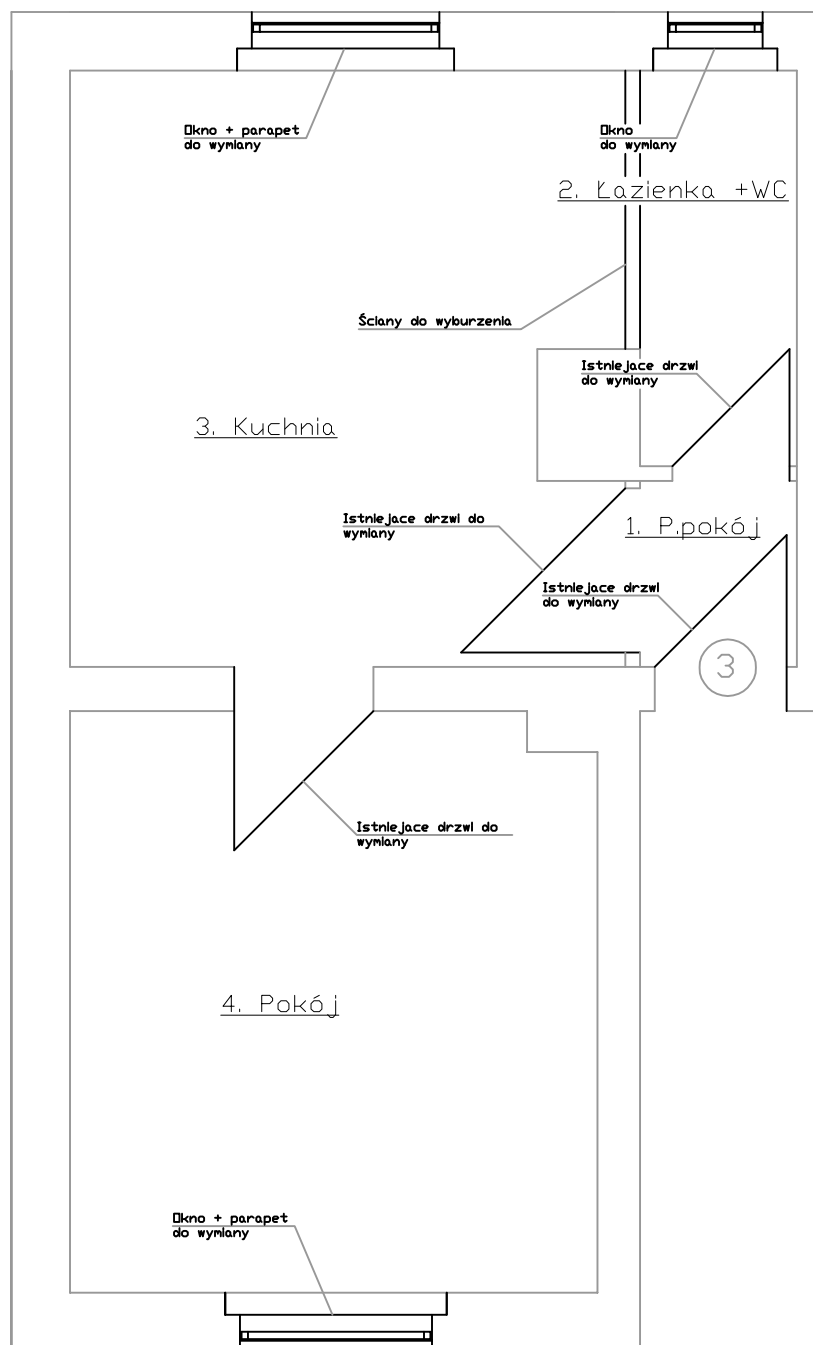 Okno + parapet
do wymiany
Okno
do wymiany
2. Łazienka +WC
Ściany do wyburzenia
Istniejace drzwi
do wymiany
3. Kuchnia
Istniejace drzwi do
wymiany
1. P.pokój
Istniejace drzwi
do wymiany
3
Istniejace drzwi do
wymiany
4. Pokój
Okno + parapet
do wymiany